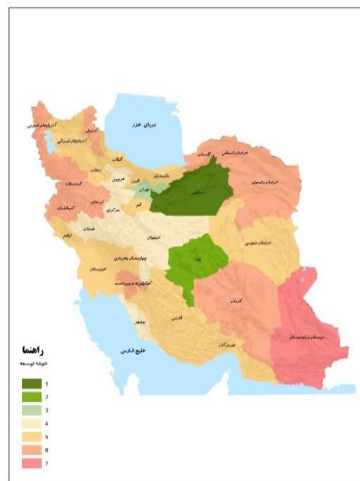 دریای خزر
آذربایجان غربی
آذربایجان شرقی
اردبیل
گیلان
زنجان
مازندران
گلستان
خراسان شمالی
خراسان رضوی
کردستان
قزوین
البرز
تهران
سمنان
کرمانشاه
مرکزی
قم
همدان
ایلام
اصفهان
خراسان جنوبی
یزد
چهارمحال وبختیاری
خوزستان
کهگیلویه و بویراحمد
کرمان
سیستان و بلوچستان
فارس
بوشهر
هرمزگان
خلیج فارس
راهنما
خوشه توسعه
1
2
3
4
5
6
7